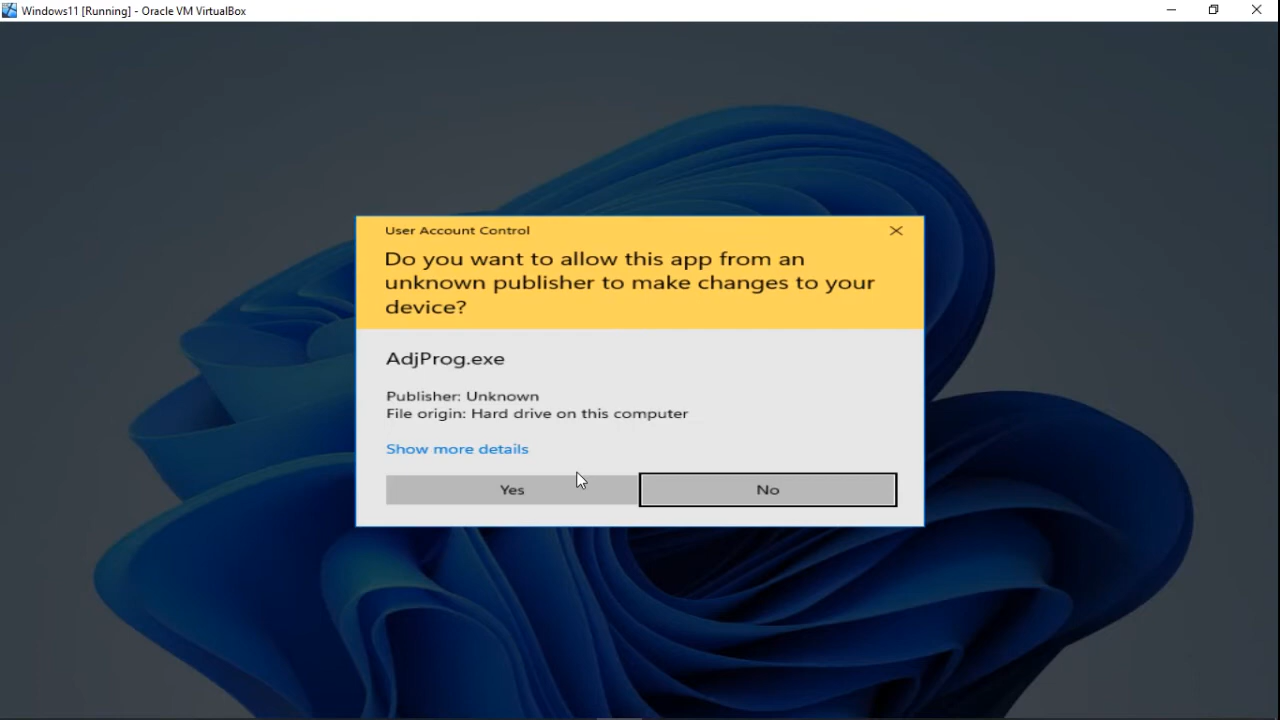 Windows11 [Running] - Oracle VM VirtualBox
User Account Control
Do you want to allow this app from an
unknown publisher to make changes to your
device?
AdjProg.exe
Publisher: Unknown
File origin: Hard drive on this computer
Show more details
Yes
No